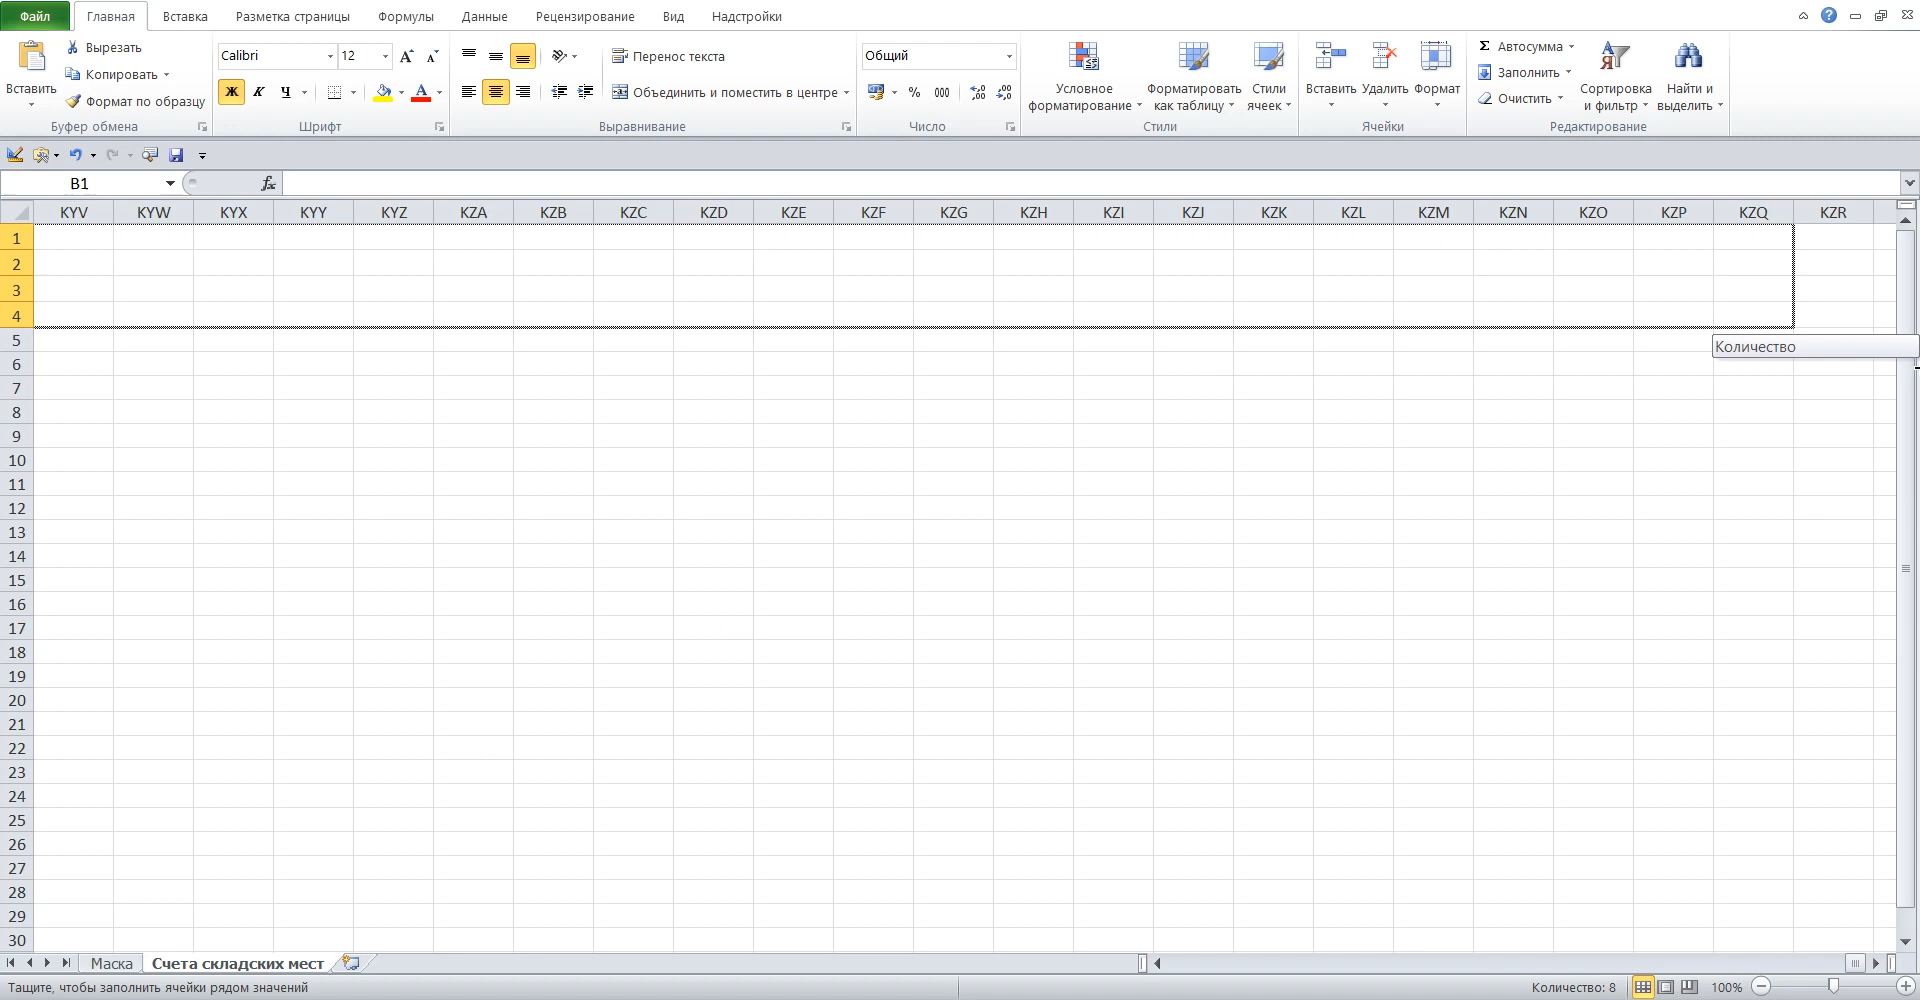 Файл Главная Вставка Разметка страницы Формулы Данные Рецензирование Вид Надстройки
Вставить
Вырезать
Копировать
Формат по образцу
Буфер обмена
Calibri 12
Ж К Ч А
Шрифт
Перенос текста
Объединить и поместить в центре
Выравнивание
Общий
% 000
Число
Условное форматирование
Форматировать как таблицу
Стили ячеек
Стили
Вставить Удалить Формат
Ячейки
Σ Автосумма
Заполнить
Очистить
Сортировка и фильтр
Найти и выделить
Редактирование
B1 fx
KYV KYW KYX KYY KYZ KZA KZB KZC KZD KZE KZF KZG KZH KZI KZJ KZK KZL KZM KZN KZO KZP KZQ KZR
1
2
3
4
5
Количество
6
7
8
9
10
11
12
13
14
15
16
17
18
19
20
21
22
23
24
25
26
27
28
29
30
Маска Счета складских мест
Тащите, чтобы заполнить ячейки рядом значений Количество: 8 100%